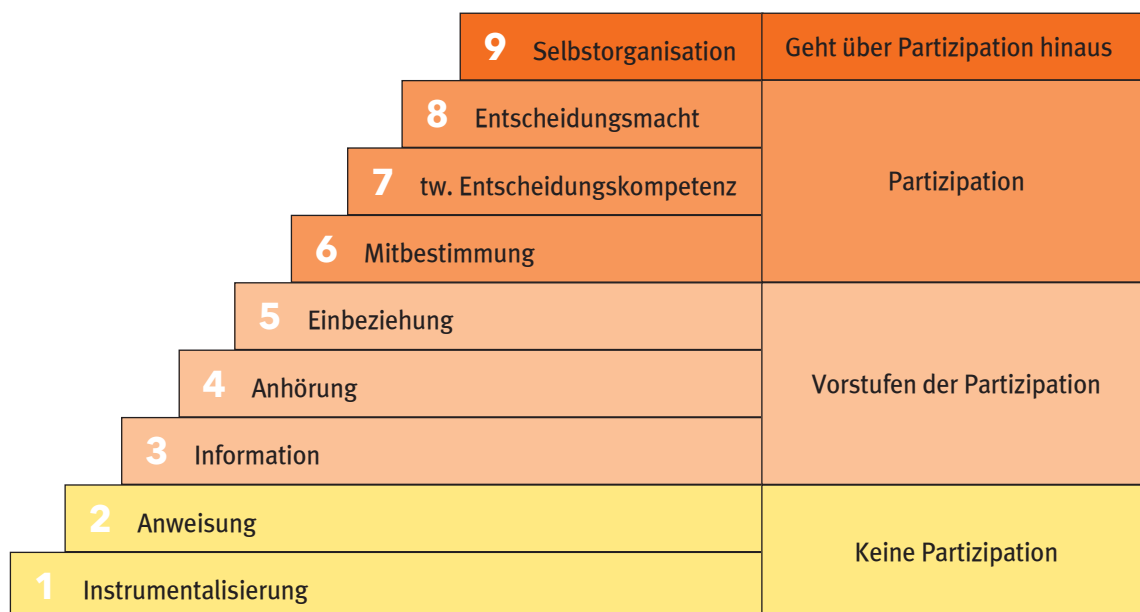 9 Selbstorganisation Geht über Partizipation hinaus
8 Entscheidungsmacht
7 tw. Entscheidungskompetenz Partizipation
6 Mitbestimmung
5 Einbeziehung
4 Anhörung Vorstufen der Partizipation
3 Information
2 Anweisung
Keine Partizipation
1 Instrumentalisierung